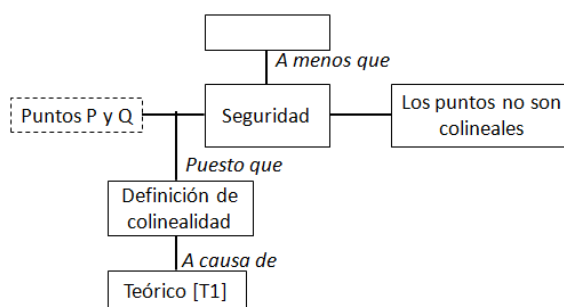 A menos que
Puntos P y Q
Seguridad
Los puntos no son
colineales
Puesto que
Definición de
colinealidad
A causa de
Teórico [T1]